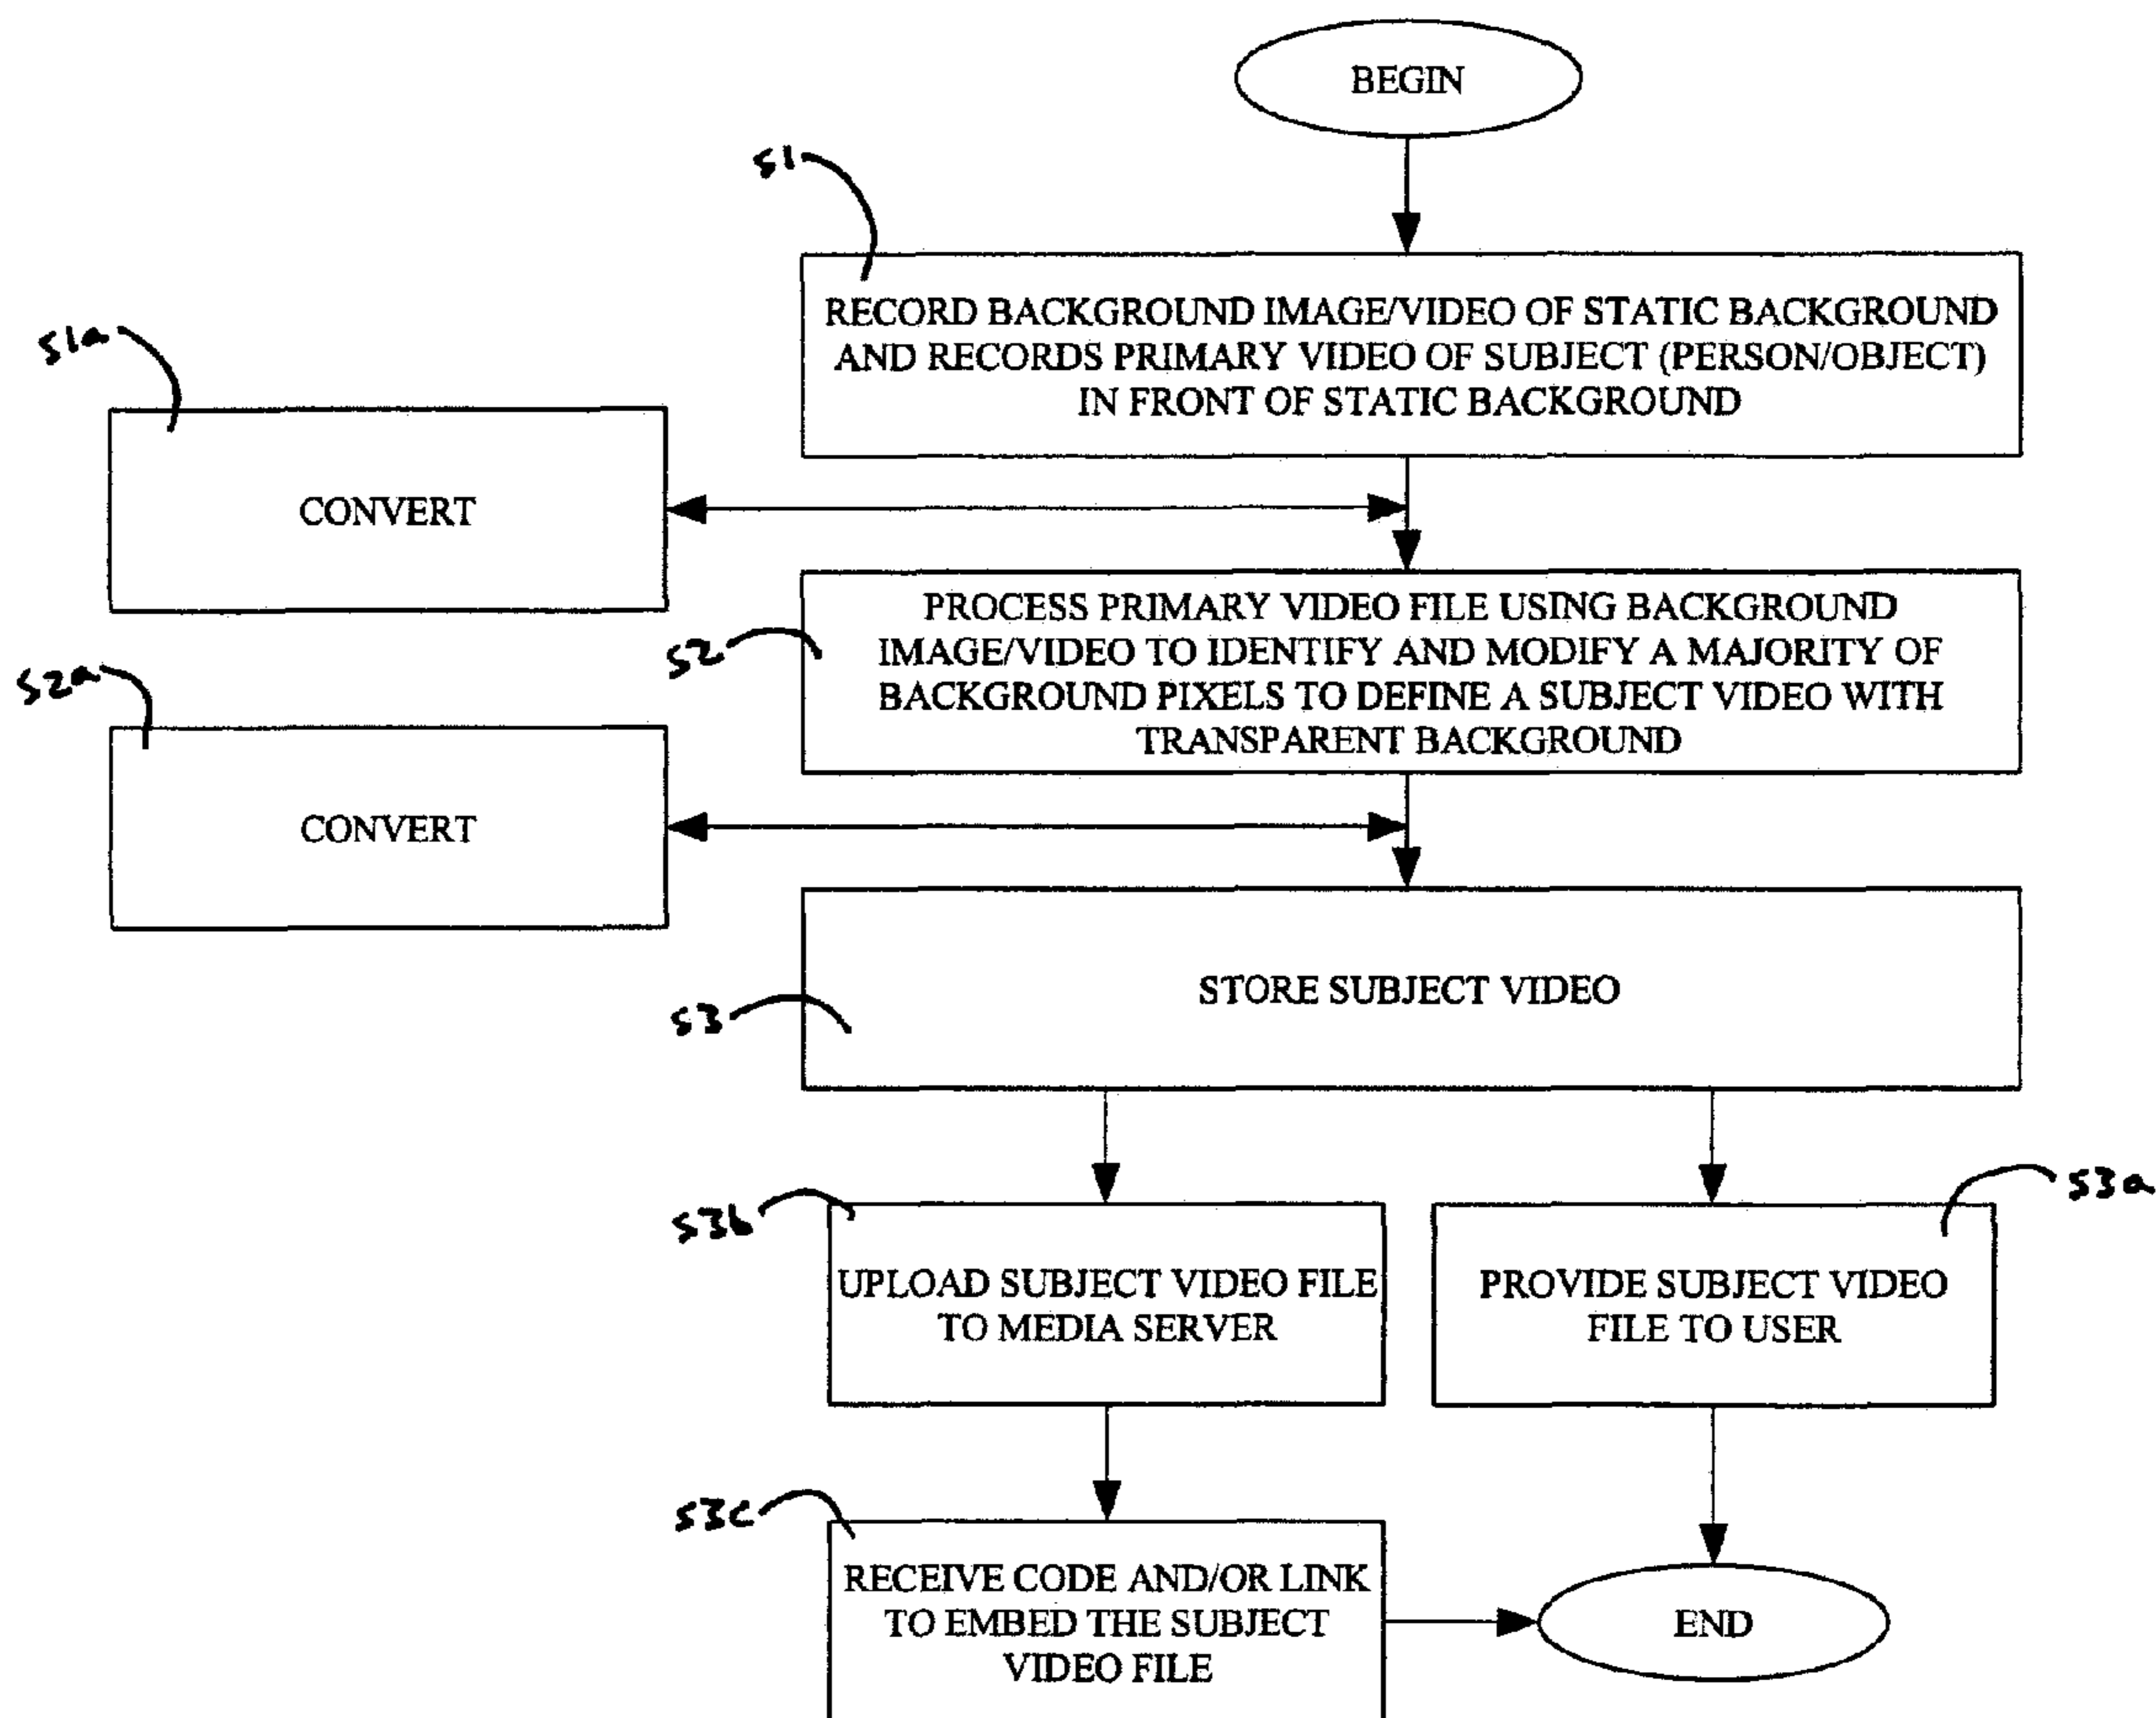 BEGIN
S1
RECORD BACKGROUND IMAGE/VIDEO OF STATIC BACKGROUND
AND RECORDS PRIMARY VIDEO OF SUBJECT (PERSON/OBJECT)
IN FRONT OF STATIC BACKGROUND
S1a
CONVERT
S2
PROCESS PRIMARY VIDEO FILE USING BACKGROUND
IMAGE/VIDEO TO IDENTIFY AND MODIFY A MAJORITY OF
BACKGROUND PIXELS TO DEFINE A SUBJECT VIDEO WITH
TRANSPARENT BACKGROUND
S2a
CONVERT
S3
STORE SUBJECT VIDEO
S3b
UPLOAD SUBJECT VIDEO FILE
TO MEDIA SERVER
S3a
PROVIDE SUBJECT VIDEO
FILE TO USER
S3c
RECEIVE CODE AND/OR LINK
TO EMBED THE SUBJECT
VIDEO FILE
END